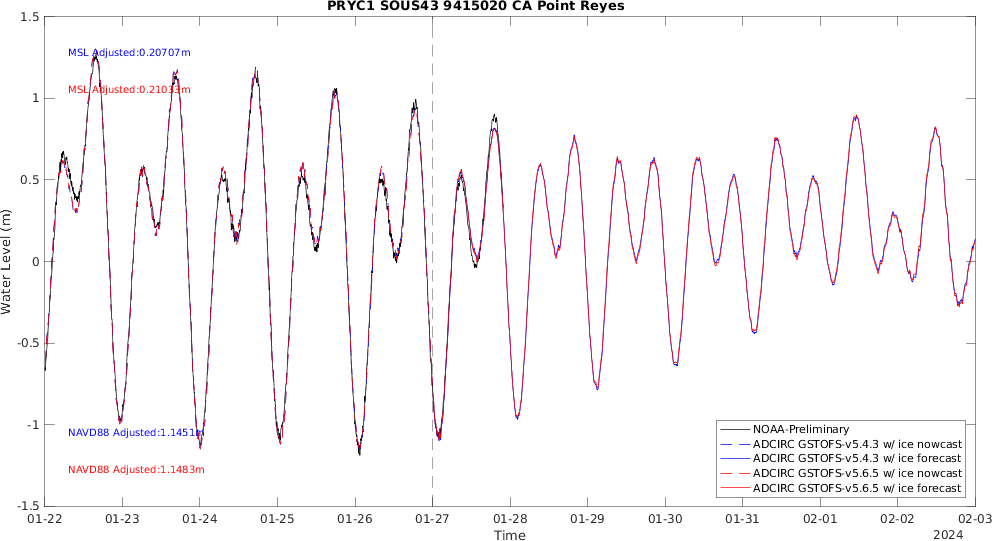 PRYC1 SOUS43 9415020 CA Point Reyes
1.5
1
0.5
0
-0.5
-1
-1.5
Water Level (m)
MSL Adjusted:0.20707m
MSL Adjusted:0.21033m
NAVD88 Adjusted:1.1451m
NAVD88 Adjusted:1.1483m
NOAA-Preliminary
ADCIRC GSTOFS-v5.4.3 w/ ice nowcast
ADCIRC GSTOFS-v5.4.3 w/ ice forecast
ADCIRC GSTOFS-v5.6.5 w/ ice nowcast
ADCIRC GSTOFS-v5.6.5 w/ ice forecast
01-22 01-23 01-24 01-25 01-26 01-27 01-28 01-29 01-30 01-31 02-01 02-02 02-03
Time
2024